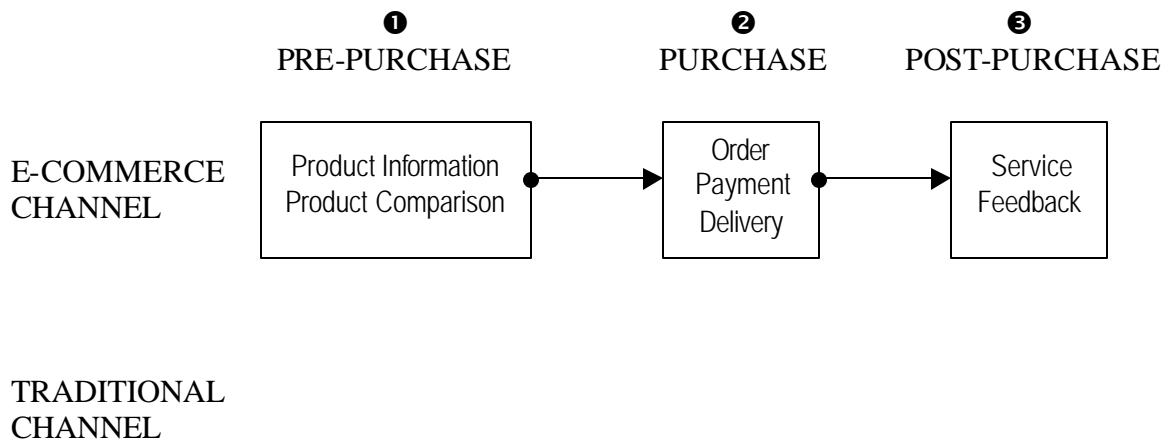 ❶ ❷ ❸
PRE-PURCHASE PURCHASE POST-PURCHASE
E-COMMERCE
CHANNEL
Product Information
Product Comparison
Order
Payment
Delivery
Service
Feedback
TRADITIONAL
CHANNEL